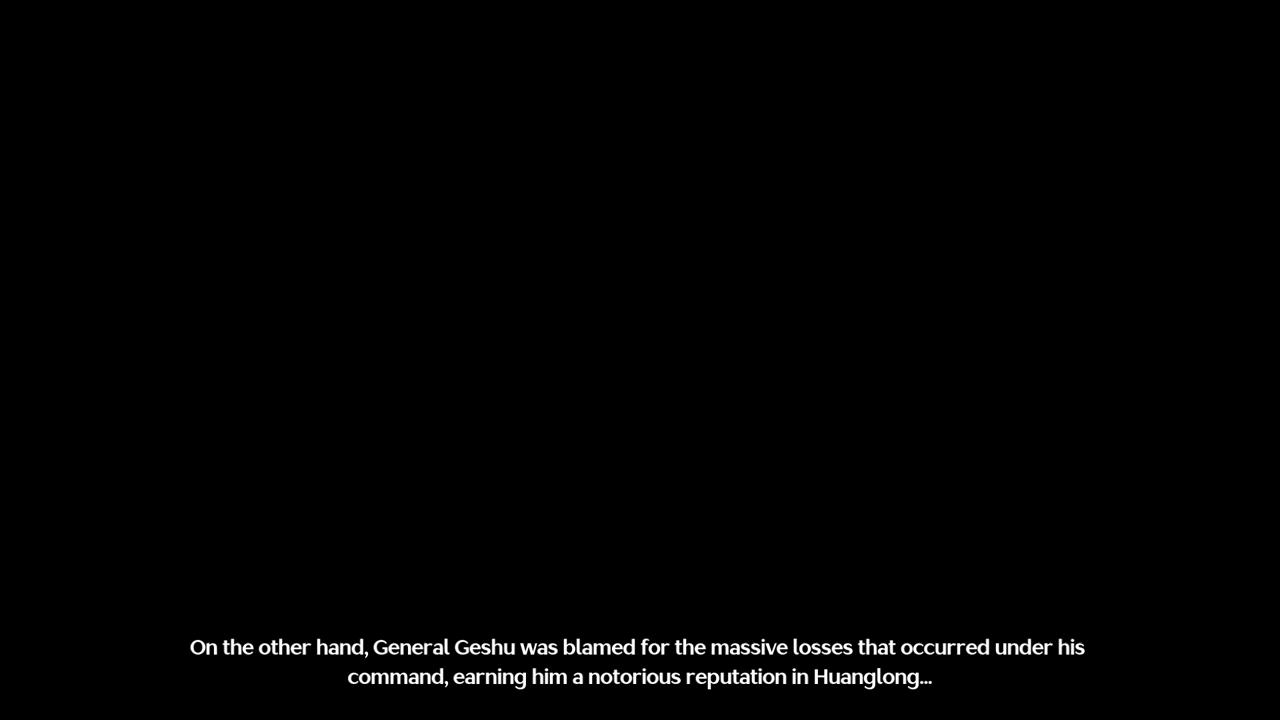 On the other hand, General Geshu was blamed for the massive losses that occurred under his
command, earning him a notorious reputation in Huanglong...